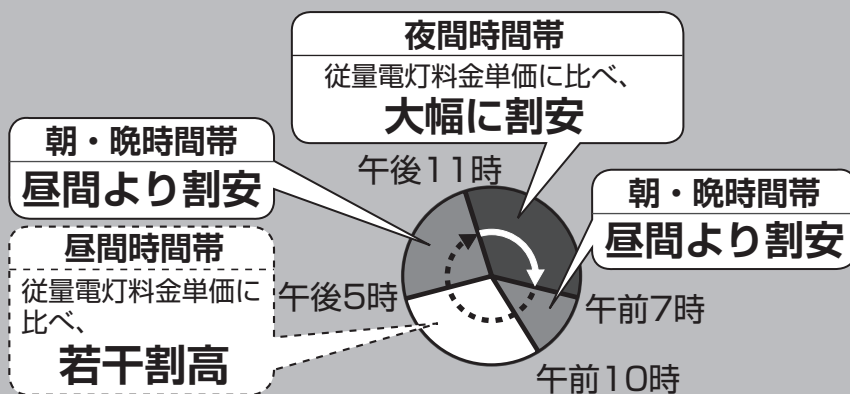 夜間時間帯
従量電灯料金単価に比べ、
大幅に割安
朝・晩時間帯
昼間より割安
午後11時
朝・晩時間帯
昼間より割安
昼間時間帯
従量電灯料金単価に
比べ、
若干割高
午後5時
午前7時
午前10時